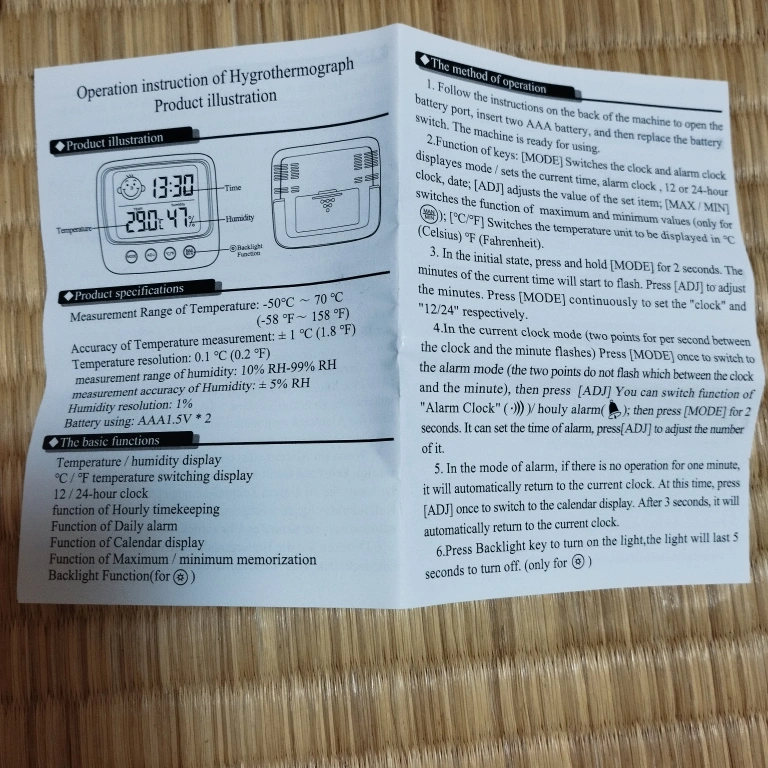 Operation instruction of Hygrothermograph
Product illustration
◆Product illustration
13:30
Time
29.0℃ 47%
Temperature
Humidity
Backlight
Function
◆Product specifications
Measurement Range of Temperature: -50℃ ~ 70 ℃
(-58 ℉ ~ 158 ℉)
Accuracy of Temperature measurement: ± 1 ℃ (1.8 ℉)
Temperature resolution: 0.1 ℃ (0.2 ℉)
measurement range of humidity: 10% RH-99% RH
measurement accuracy of Humidity: ± 5% RH
Humidity resolution: 1%
Battery using: AAA1.5V * 2
◆The basic functions
Temperature / humidity display
℃ / ℉ temperature switching display
12 / 24-hour clock
function of Hourly timekeeping
Function of Daily alarm
Function of Calendar display
Function of Maximum / minimum memorization
Backlight Function(for )
◆The method of operation
1. Follow the instructions on the back of the machine to open the
battery port, insert two AAA battery, and then replace the battery
switch. The machine is ready for using.
2.Function of keys: [MODE] Switches the clock and alarm clock
displayes mode / sets the current time, alarm clock , 12 or 24-hour
clock, date; [ADJ] adjusts the value of the set item; [MAX / MIN]
switches the function of maximum and minimum values (only for
); [℃/℉] Switches the temperature unit to be displayed in ℃
(Celsius) ℉ (Fahrenheit).
3. In the initial state, press and hold [MODE] for 2 seconds. The
minutes of the current time will start to flash. Press [ADJ] to adjust
the minutes. Press [MODE] continuously to set the "clock" and
"12/24" respectively.
4.In the current clock mode (two points for per second between
the clock and the minute flashes) Press [MODE] once to switch to
the alarm mode (the two points do not flash which between the clock
and the minute), then press [ADJ] You can switch function of
"Alarm Clock" (·))) )/ houly alarm( ); then press [MODE] for 2
seconds. It can set the time of alarm, press[ADJ] to adjust the number
of it.
5. In the mode of alarm, if there is no operation for one minute,
it will automatically return to the current clock. At this time, press
[ADJ] once to switch to the calendar display. After 3 seconds, it will
automatically return to the current clock.
6.Press Backlight key to turn on the light,the light will last 5
seconds to turn off. (only for )